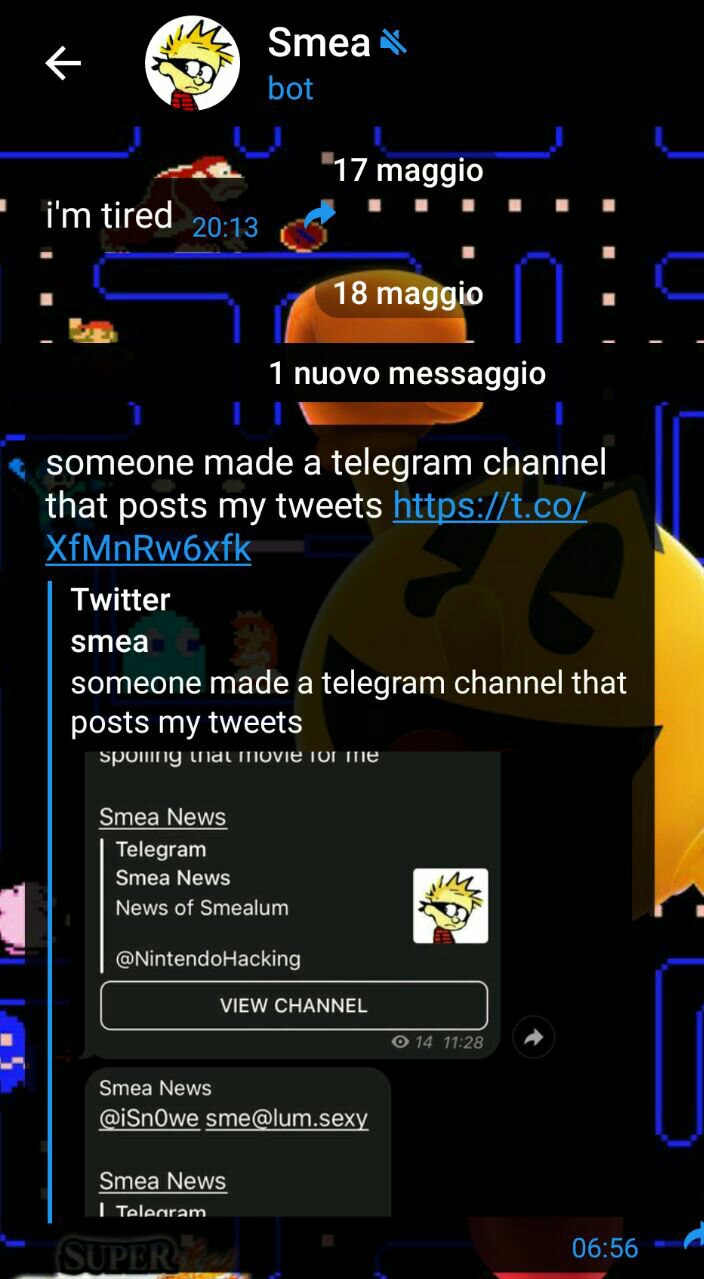 Smea
bot
17 maggio
i'm tired 20:13
18 maggio
1 nuovo messaggio
someone made a telegram channel
that posts my tweets https://t.co/
XfMnRw6xfk
Twitter
smea
someone made a telegram channel that
posts my tweets
spoiling that movie for me
Smea News
Telegram
Smea News
News of Smealum
@NintendoHacking
VIEW CHANNEL
14 11:28
Smea News
@iSn0we sme@lum.sexy
Smea News
Telegram
06:56
SUPER